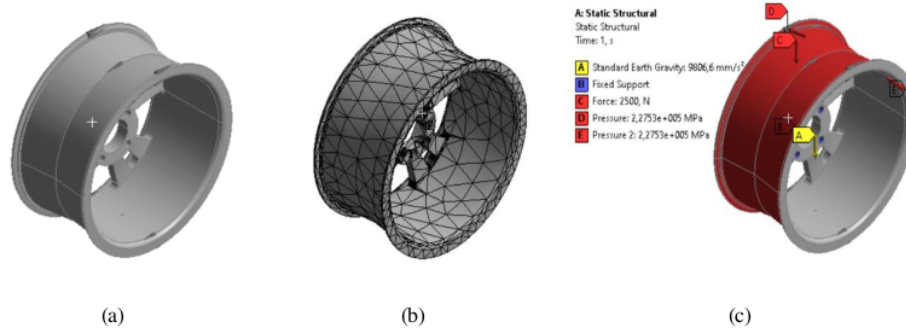 A: Static Structural
Static Structural
Time: 1, s
A Standard Earth Gravity: 9806,6 mm/s²
B Fixed Support
C Force: 2500, N
D Pressure: 2,2753e+005 MPa
E Pressure 2: 2,2753e+005 MPa
D
C
E
B
A
(a)
(b)
(c)